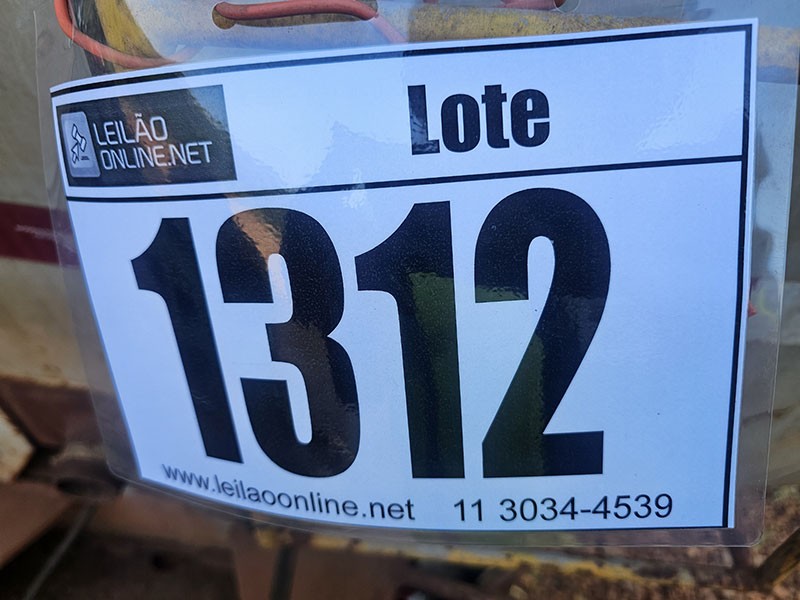 LEILÃO
ONLINE.NET
Lote
1312
www.leilaoonline.net 11 3034-4539